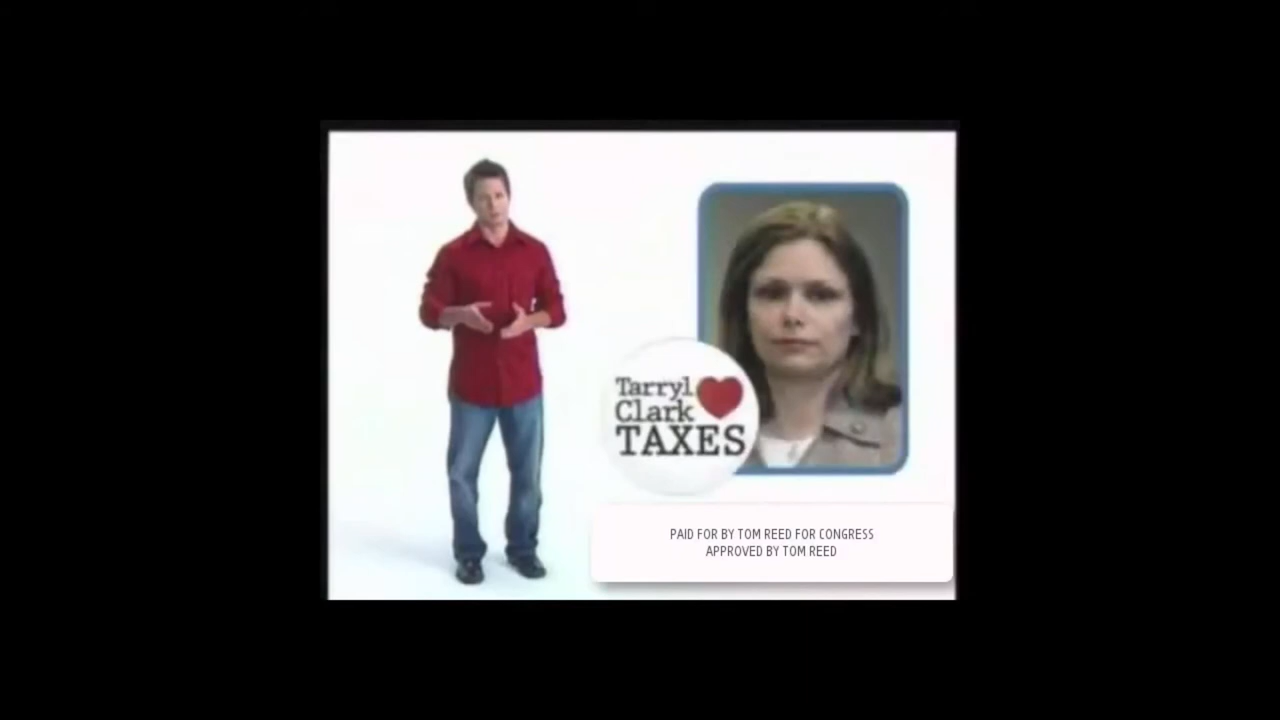 Tarryl
Clark
TAXES
PAID FOR BY TOM REED FOR CONGRESS
APPROVED BY TOM REED